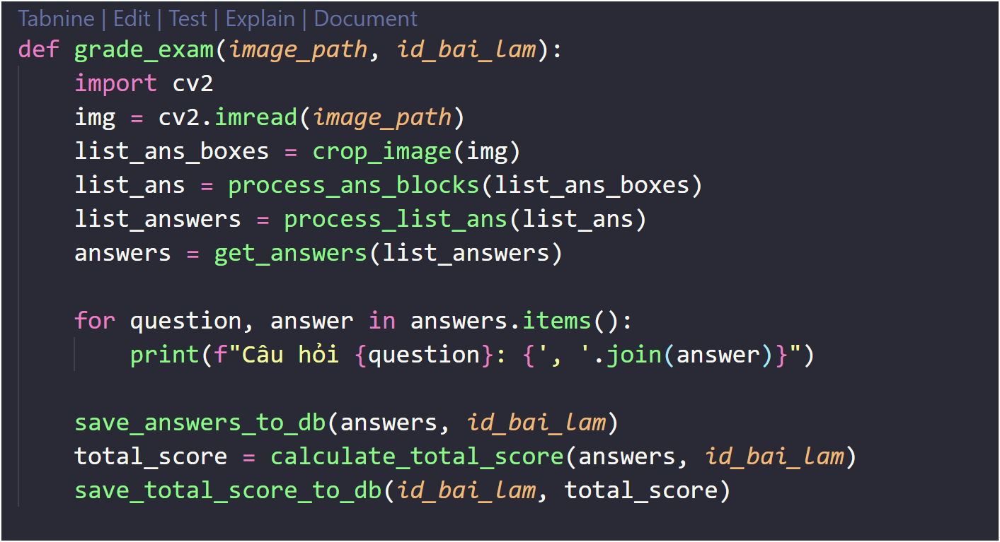 Tabnine | Edit | Test | Explain | Document
def grade_exam(image_path, id_bai_lam):
    import cv2
    img = cv2.imread(image_path)
    list_ans_boxes = crop_image(img)
    list_ans = process_ans_blocks(list_ans_boxes)
    list_answers = process_list_ans(list_ans)
    answers = get_answers(list_answers)

    for question, answer in answers.items():
        print(f"Câu hỏi {question}: {', '.join(answer)}")

    save_answers_to_db(answers, id_bai_lam)
    total_score = calculate_total_score(answers, id_bai_lam)
    save_total_score_to_db(id_bai_lam, total_score)